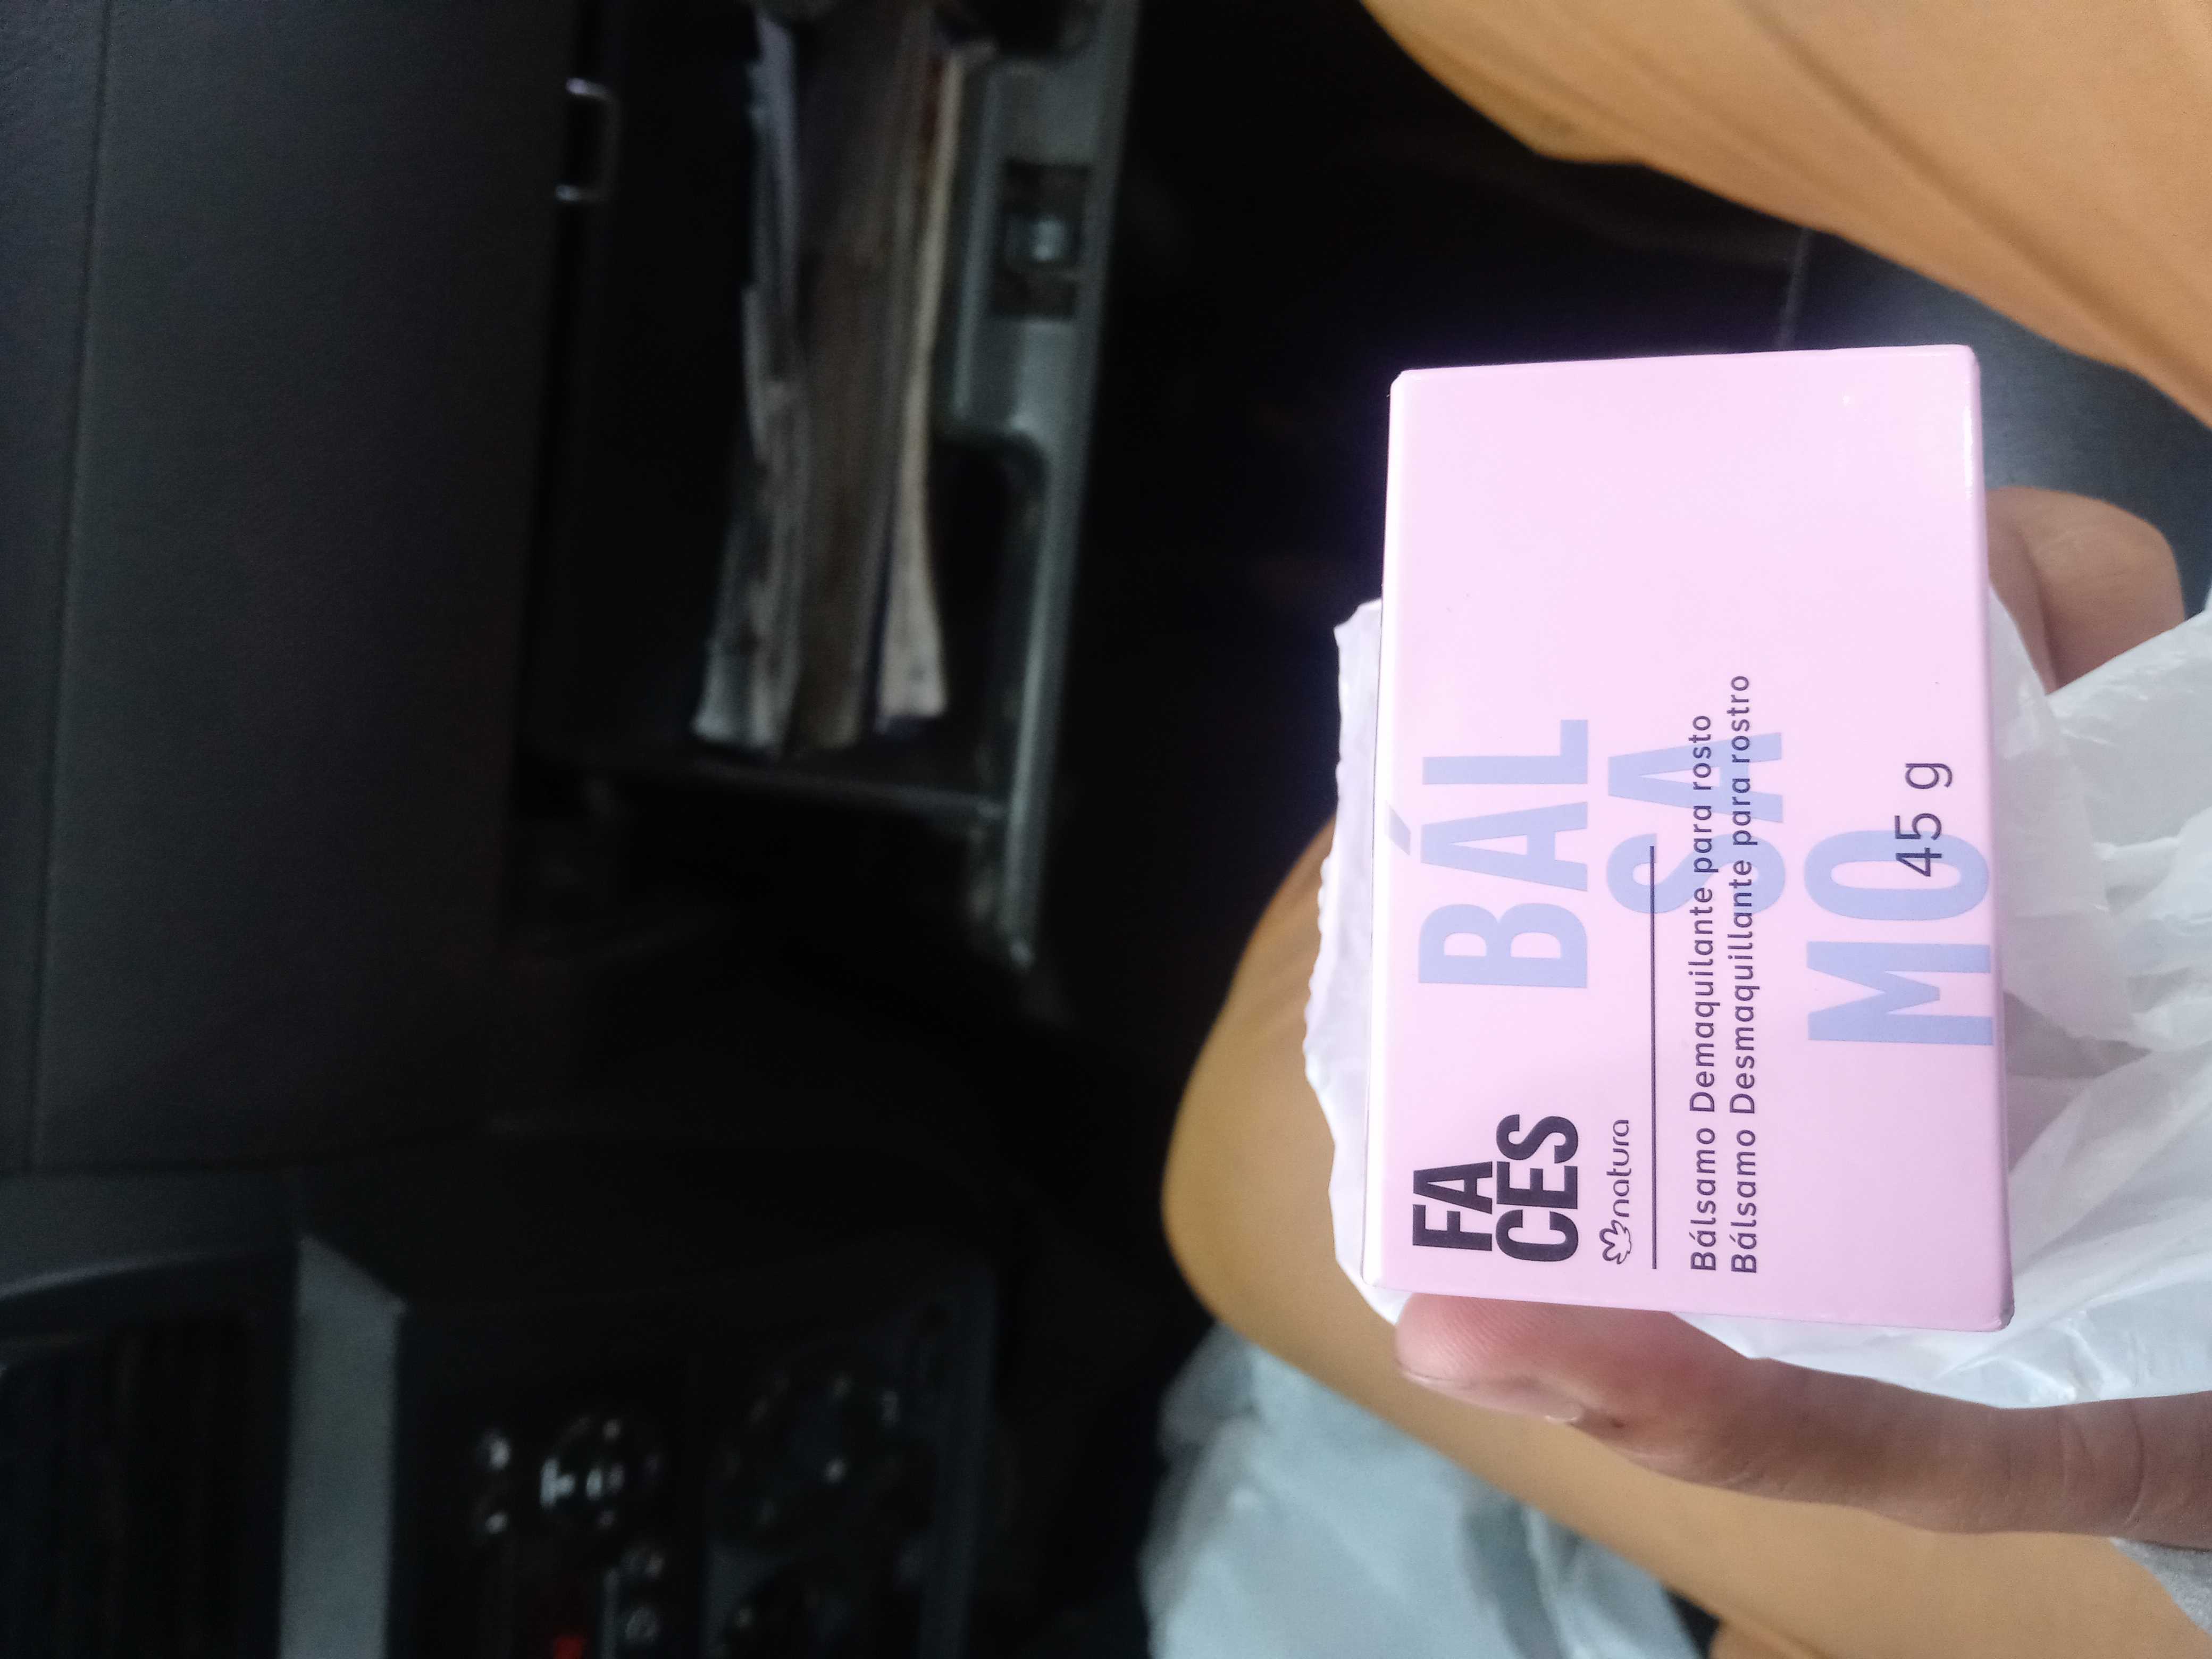 FA
CES
natura
BÁL
SA
MO
Bálsamo Demaquilante para rosto
Bálsamo Desmaquillante para rostro
45 g